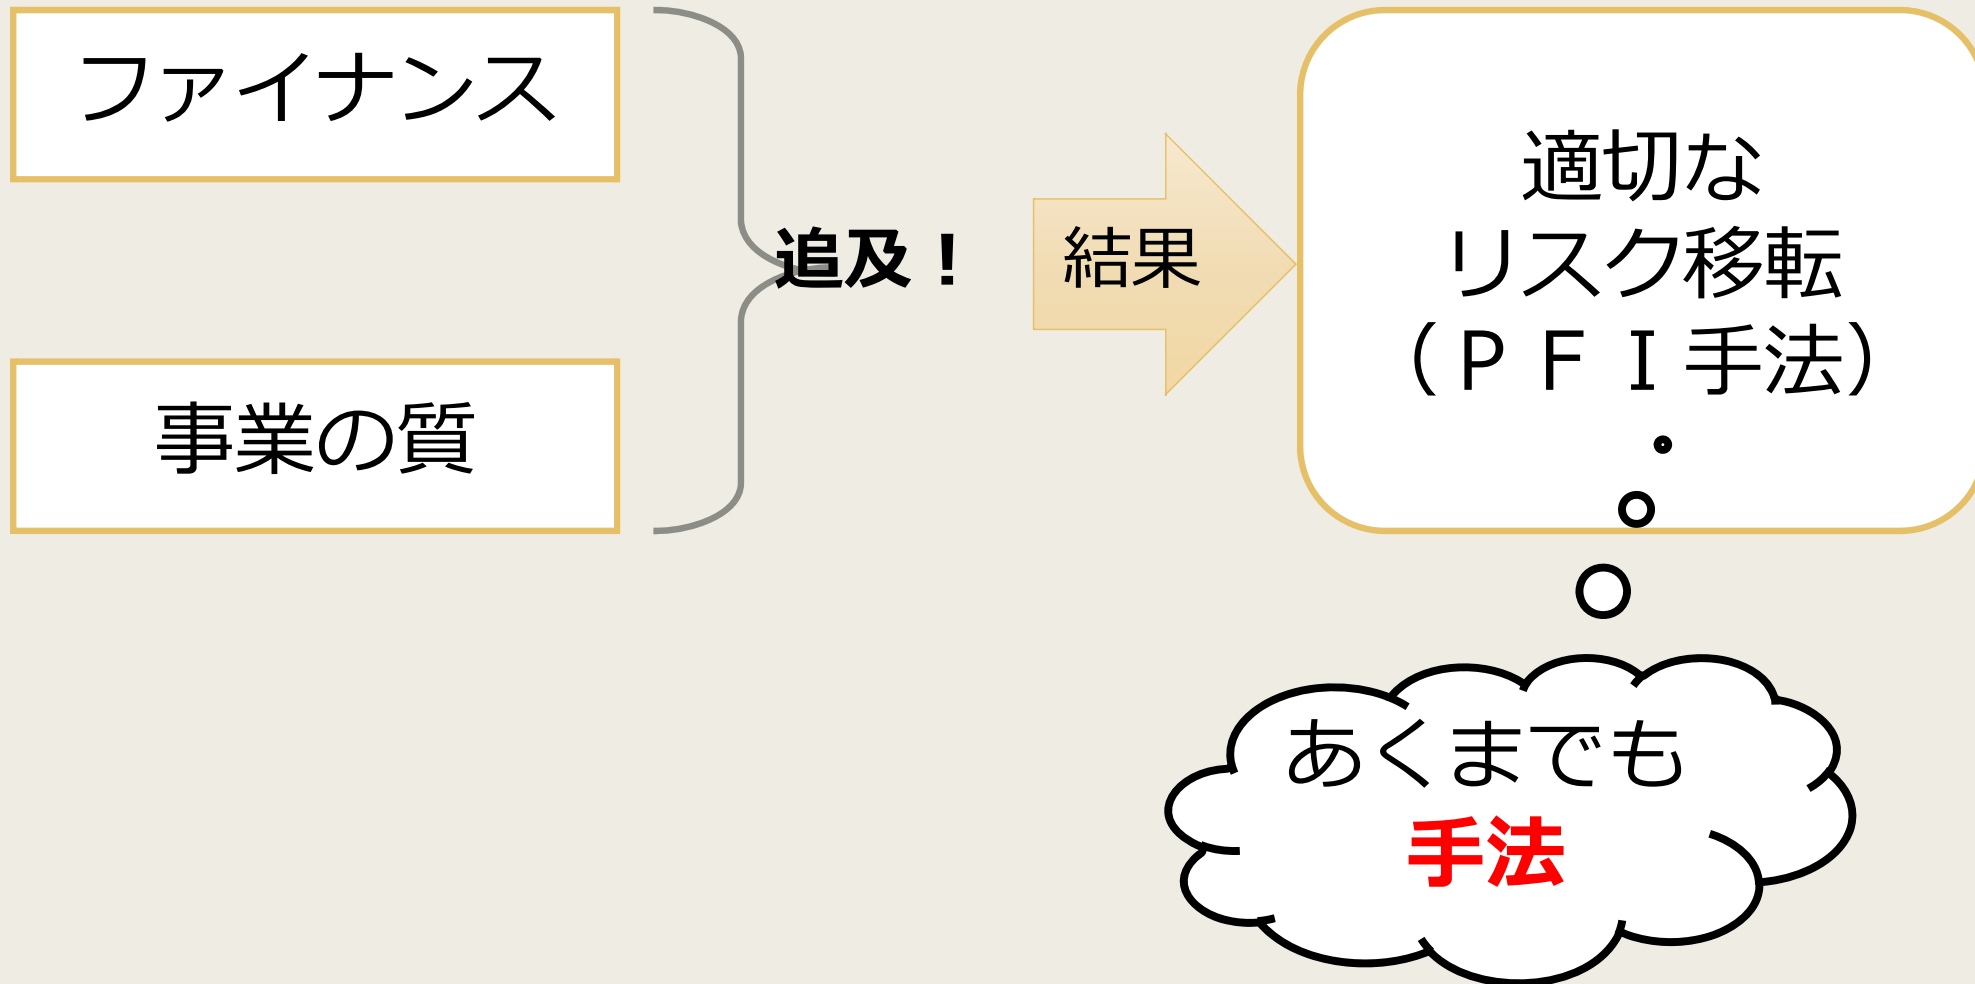 ファイナンス
事業の質
追及！
結果
適切な
リスク移転
（ＰＦＩ手法）
あくまでも
手法